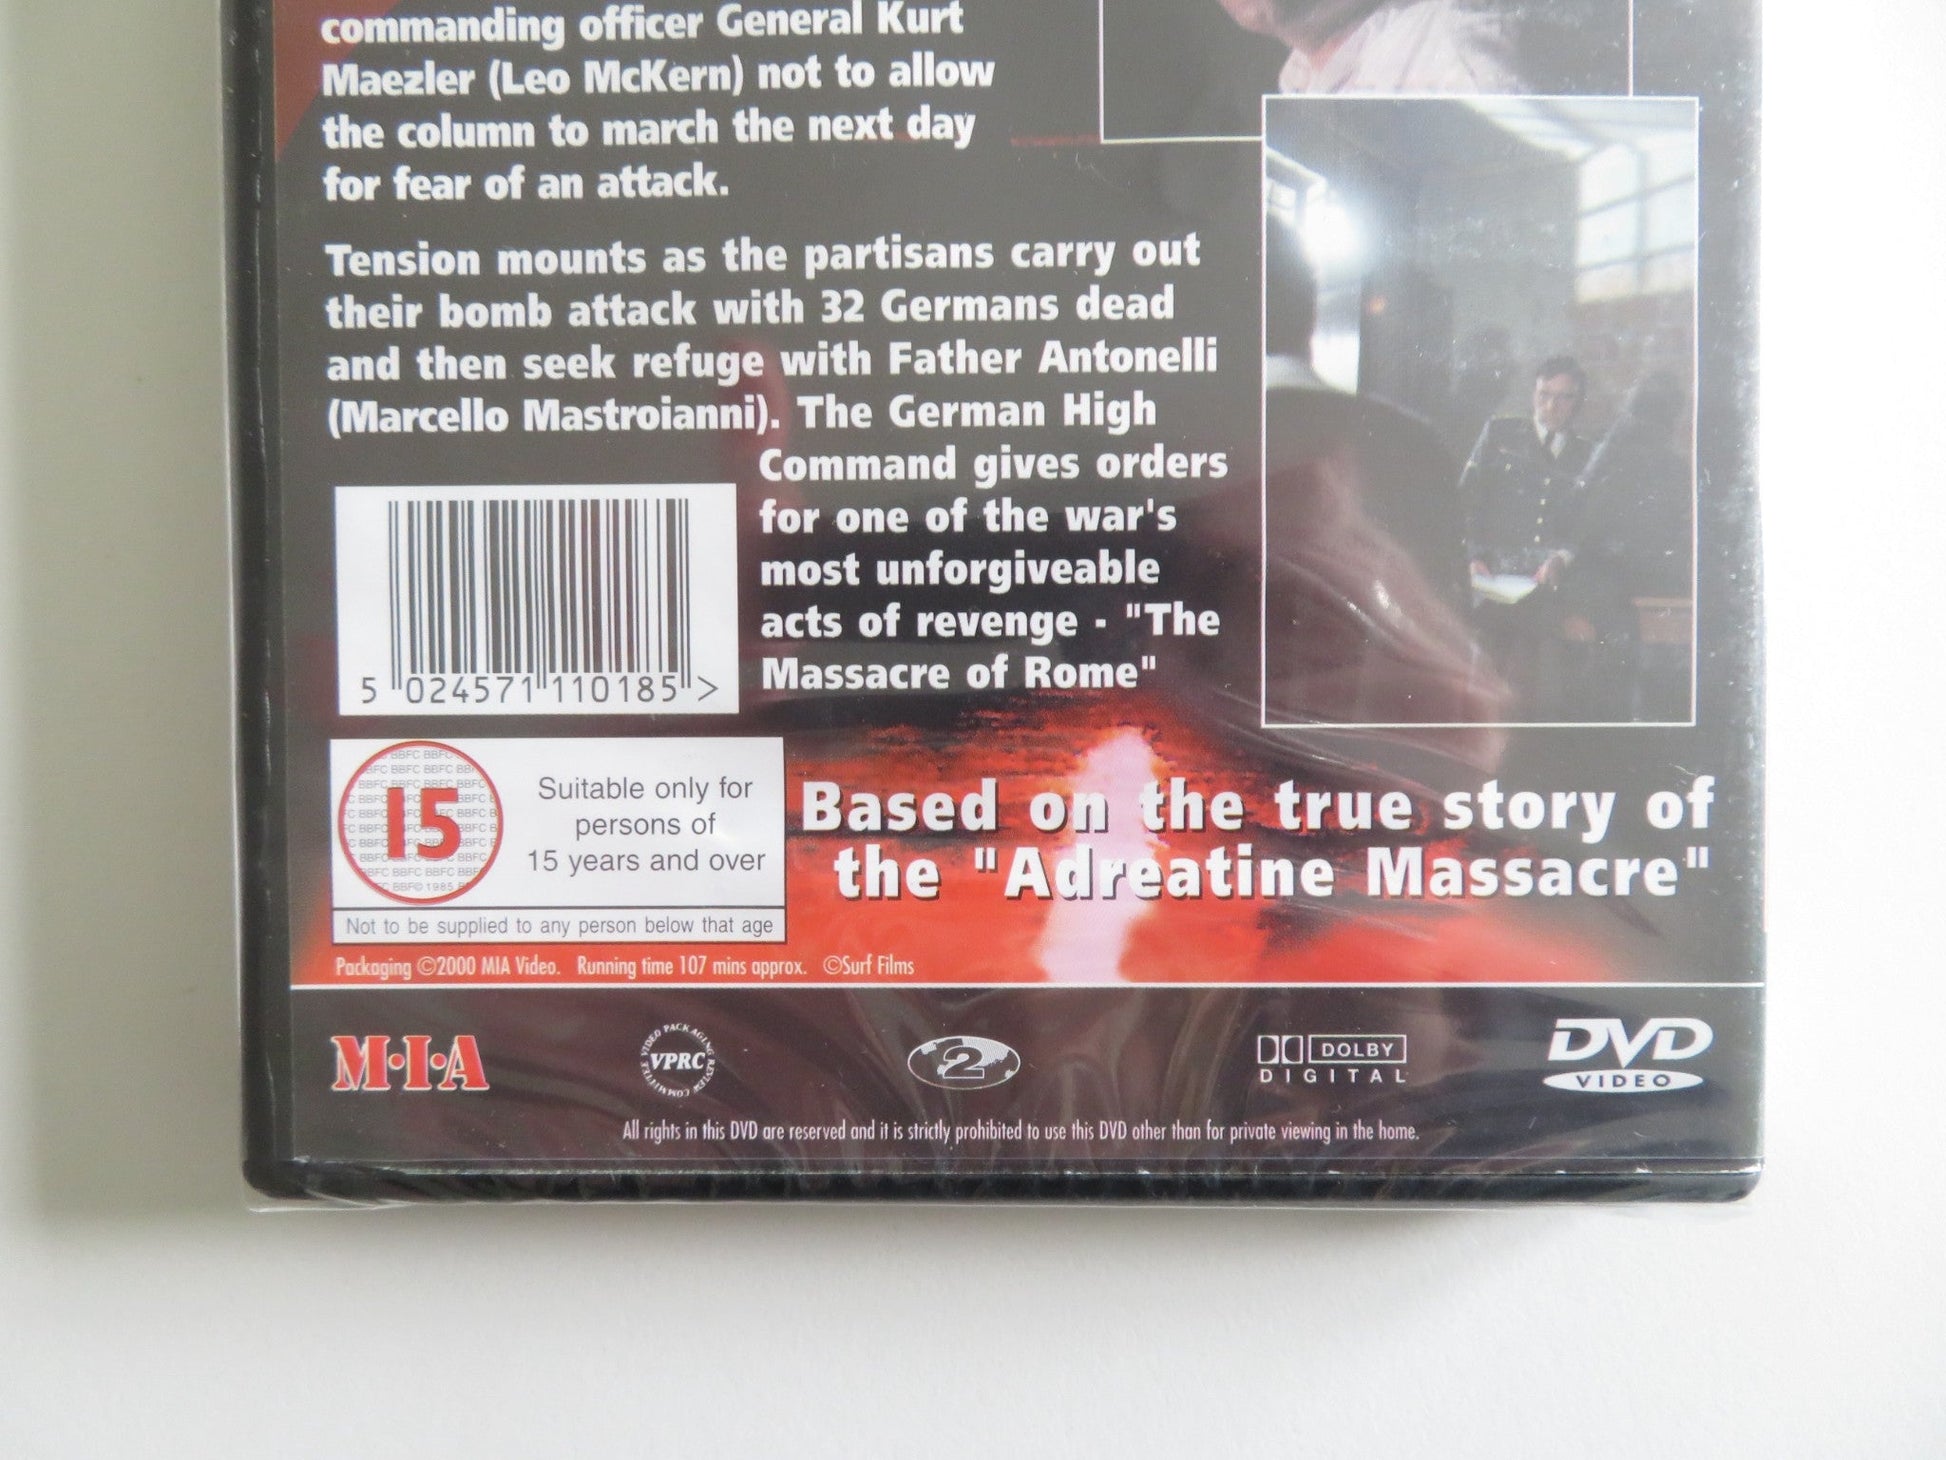 commanding officer General Kurt
Maezler (Leo McKern) not to allow
the column to march the next day
for fear of an attack.
Tension mounts as the partisans carry out
their bomb attack with 32 Germans dead
and then seek refuge with Father Antonelli
(Marcello Mastroianni). The German High
Command gives orders
for one of the war's
most unforgiveable
acts of revenge - "The
Massacre of Rome"
5 024571 110185 >
15
Suitable only for
persons of
15 years and over
Not to be supplied to any person below that age
Based on the true story of
the "Adreatine Massacre"
Packaging ©2000 MIA Video. Running time 107 mins approx. ©Surf Films
M·I·A
VIDEO PACKAGING REVIEW COMMITTEE
VPRC
2
DOLBY
DIGITAL
DVD
VIDEO
All rights in this DVD are reserved and it is strictly prohibited to use this DVD other than for private viewing in the home.